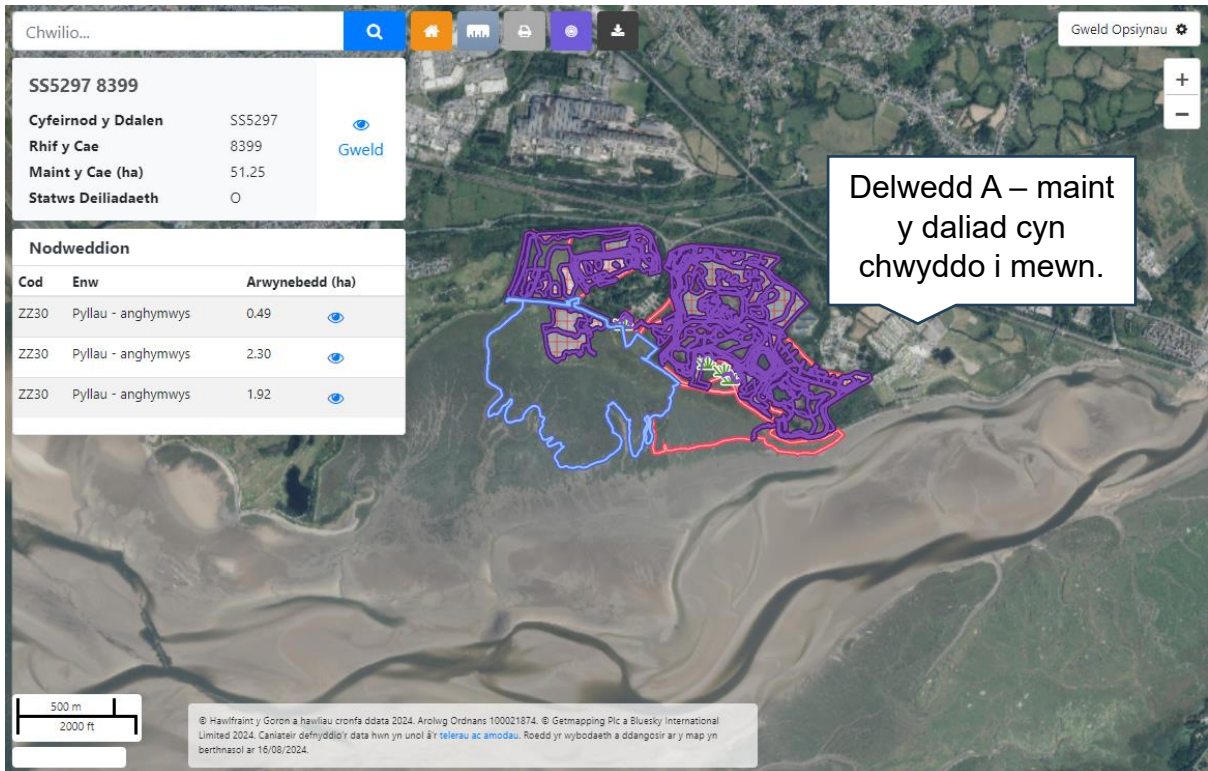 Chwilio...
Gweld Opsiynau
SS5297 8399
Cyfeirnod y Ddalen SS5297
Rhif y Cae 8399
Maint y Cae (ha) 51.25
Statws Deiliadaeth O
Gweld
+
−
Delwedd A – maint
y daliad cyn
chwyddo i mewn.
Nodweddion
Cod Enw Arwynebedd (ha)
ZZ30 Pyllau - anghymwys 0.49
ZZ30 Pyllau - anghymwys 2.30
ZZ30 Pyllau - anghymwys 1.92
500 m
2000 ft
© Hawlfraint y Goron a hawliau cronfa ddata 2024. Arolwg Ordnans 100021874. © Getmapping Plc a Bluesky International
Limited 2024. Caniateir defnyddio'r data hwn yn unol â'r telerau ac amodau. Roedd yr wybodaeth a ddangosir ar y map yn
berthnasol ar 16/08/2024.